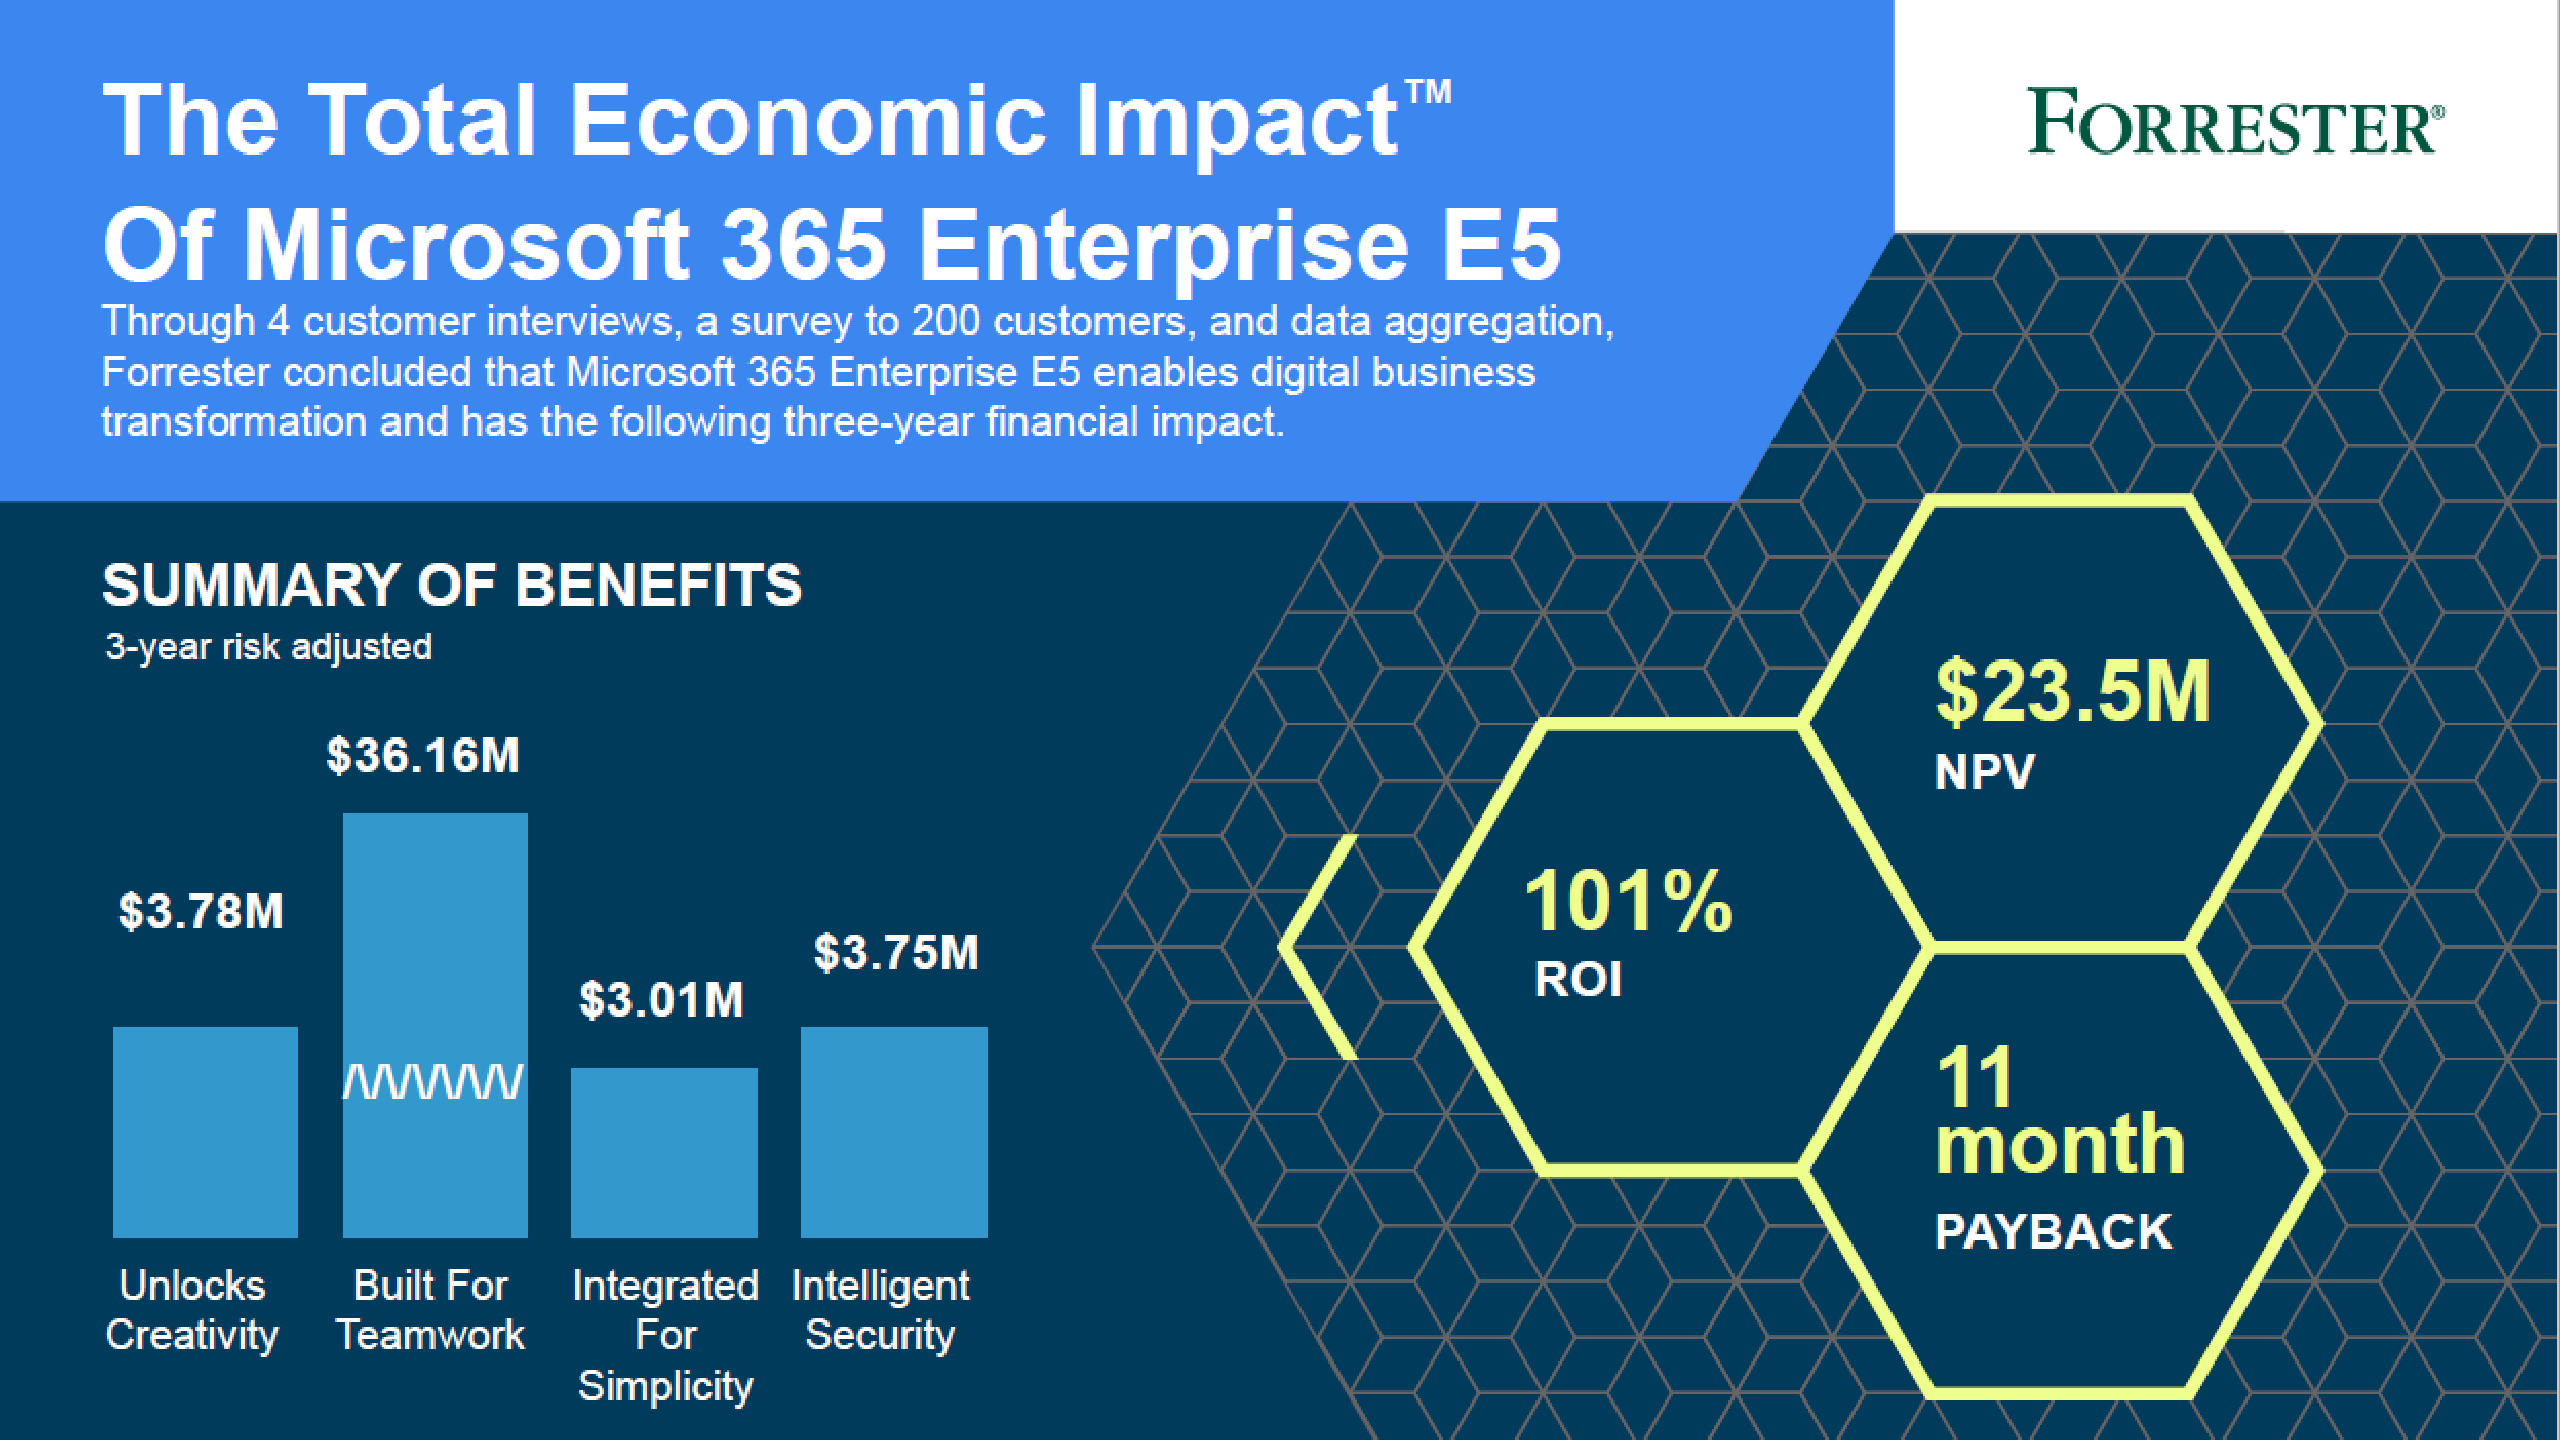 The Total Economic Impact™
Of Microsoft 365 Enterprise E5
Through 4 customer interviews, a survey to 200 customers, and data aggregation,
Forrester concluded that Microsoft 365 Enterprise E5 enables digital business
transformation and has the following three-year financial impact.
FORRESTER®
SUMMARY OF BENEFITS
3-year risk adjusted
$3.78M
Unlocks
Creativity
$36.16M
Built For
Teamwork
$3.01M
Integrated
For
Simplicity
$3.75M
Intelligent
Security
101%
ROI
$23.5M
NPV
11
month
PAYBACK